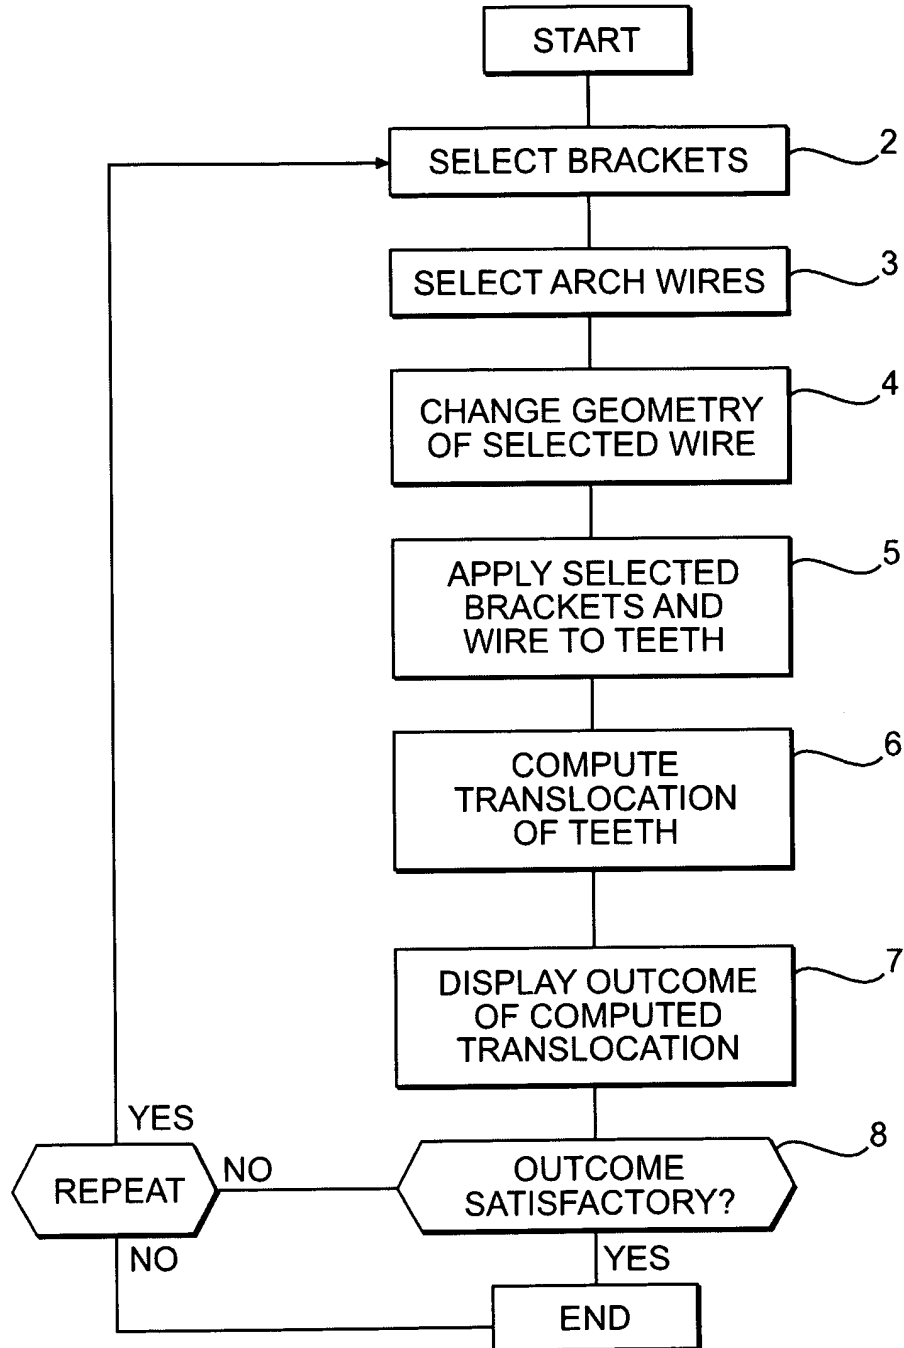 START
SELECT BRACKETS
2
SELECT ARCH WIRES
3
CHANGE GEOMETRY
OF SELECTED WIRE
4
APPLY SELECTED
BRACKETS AND
WIRE TO TEETH
5
COMPUTE
TRANSLOCATION
OF TEETH
6
DISPLAY OUTCOME
OF COMPUTED
TRANSLOCATION
7
OUTCOME
SATISFACTORY?
8
NO
YES
REPEAT
YES
NO
END